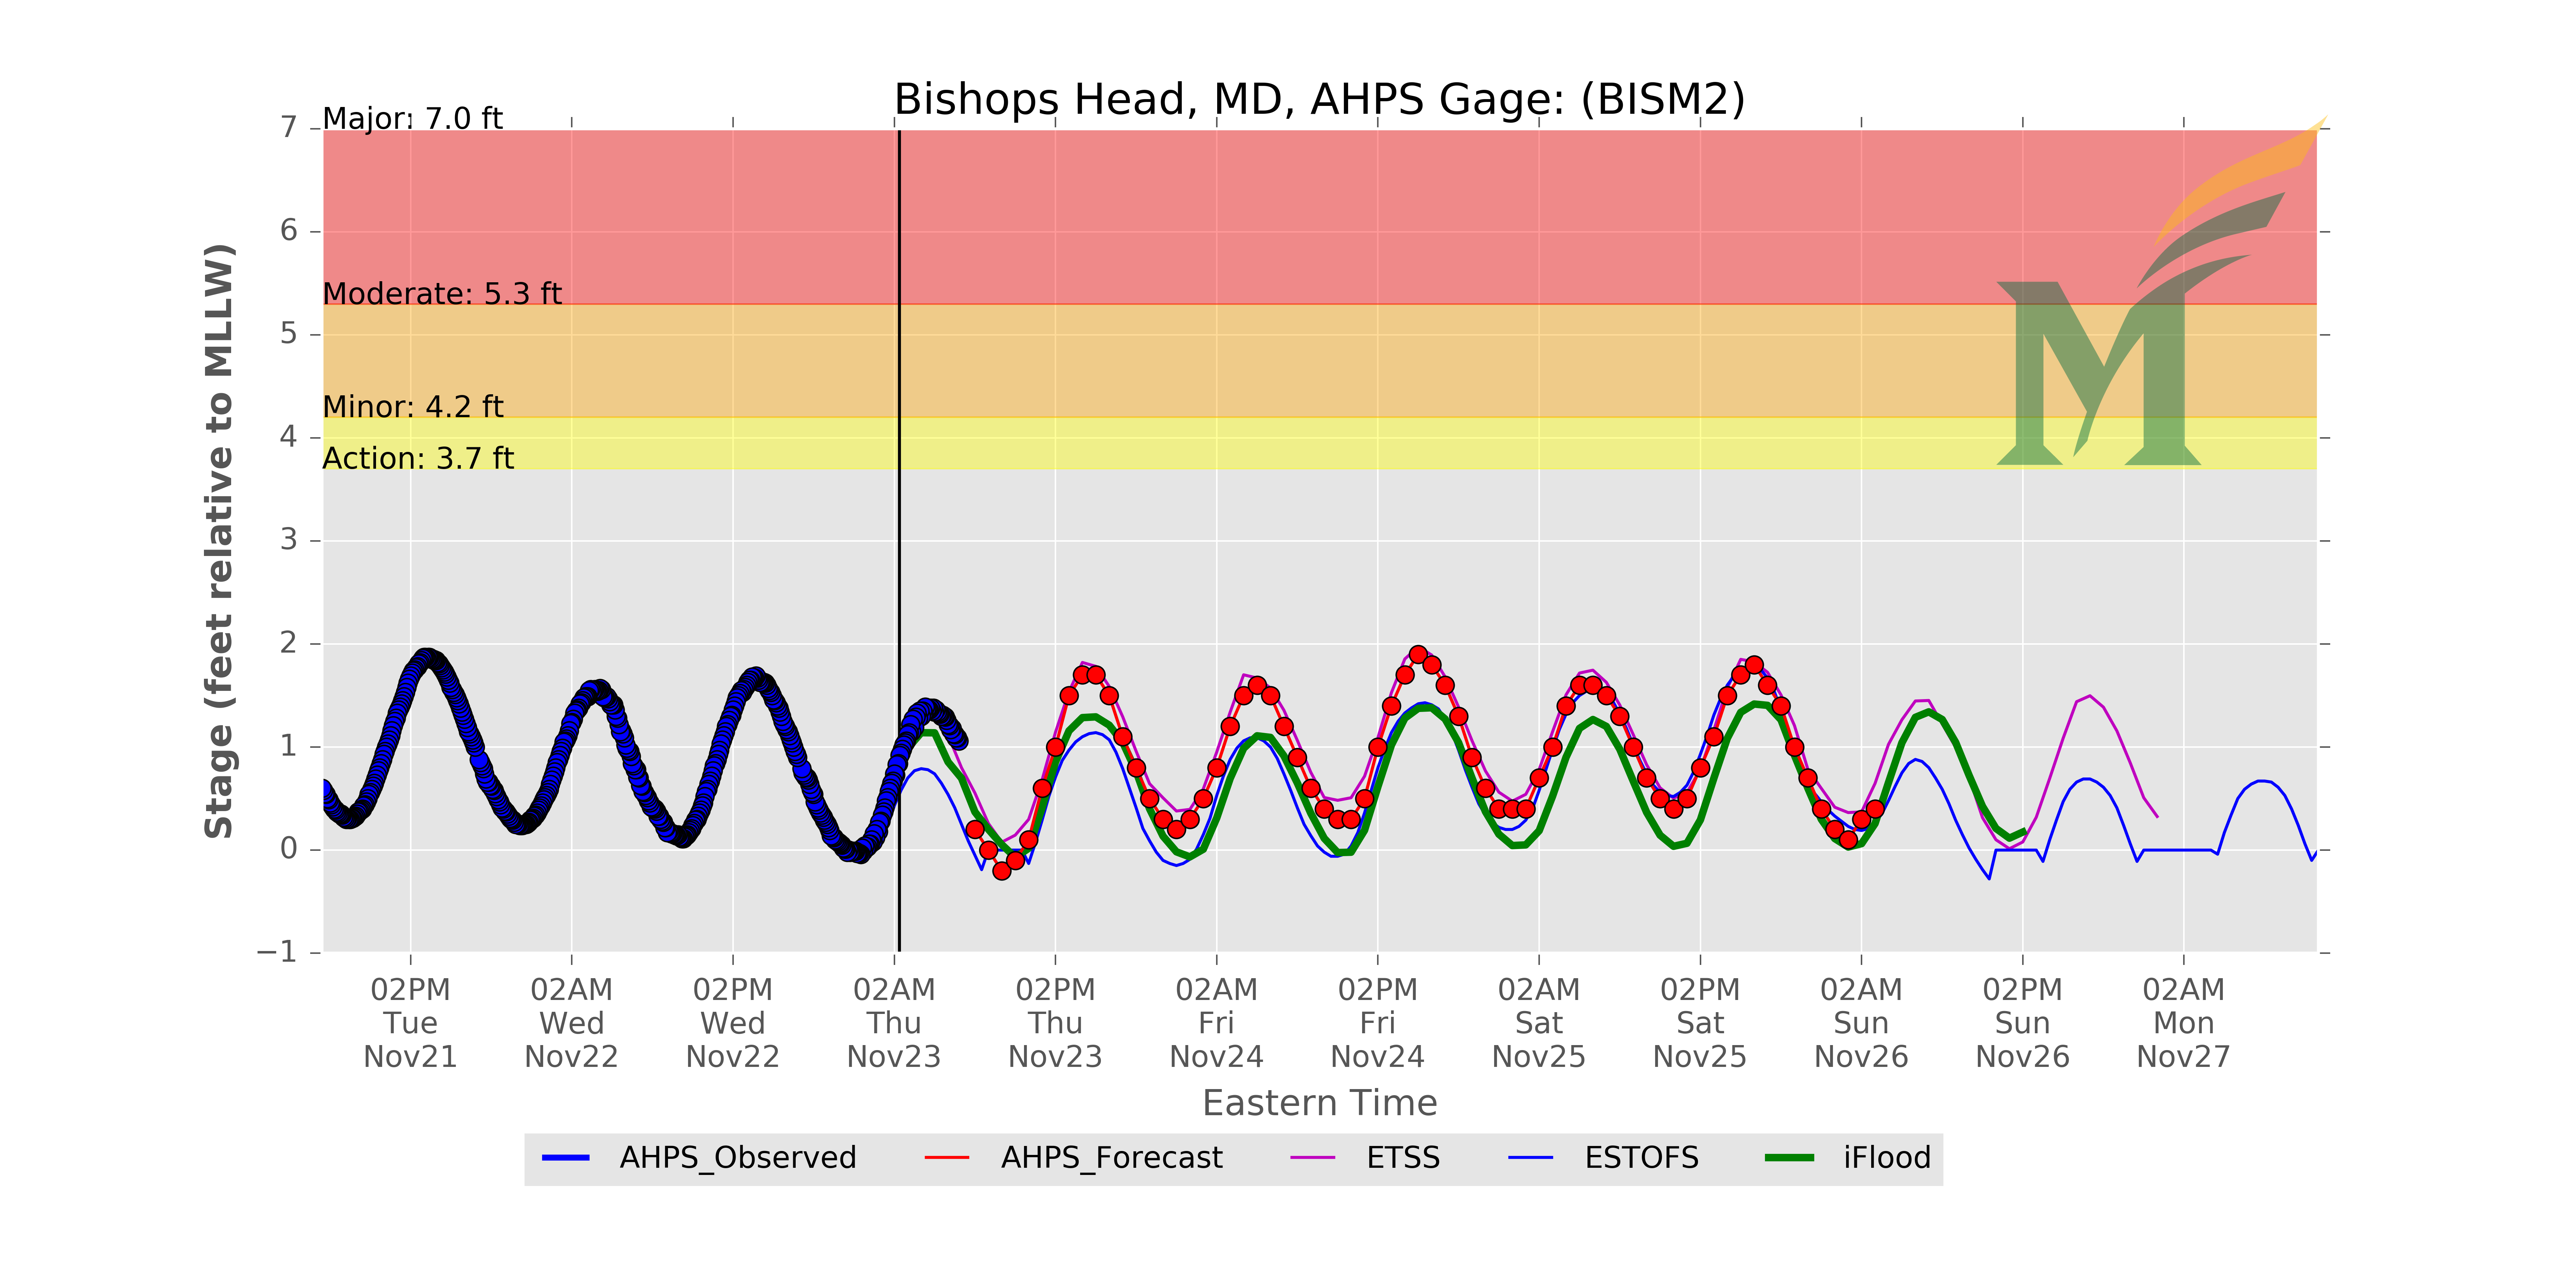 Bishops Head, MD, AHPS Gage: (BISM2)
Major: 7.0 ft
Moderate: 5.3 ft
Minor: 4.2 ft
Action: 3.7 ft
Stage (feet relative to MLLW)
7
6
5
4
3
2
1
0
−1
02PM 02AM 02PM 02AM 02PM 02AM 02PM 02AM 02PM 02AM 02PM 02AM
Tue Wed Wed Thu Thu Fri Fri Sat Sat Sun Sun Mon
Nov21 Nov22 Nov22 Nov23 Nov23 Nov24 Nov24 Nov25 Nov25 Nov26 Nov26 Nov27
Eastern Time
AHPS_Observed AHPS_Forecast ETSS ESTOFS iFlood
M